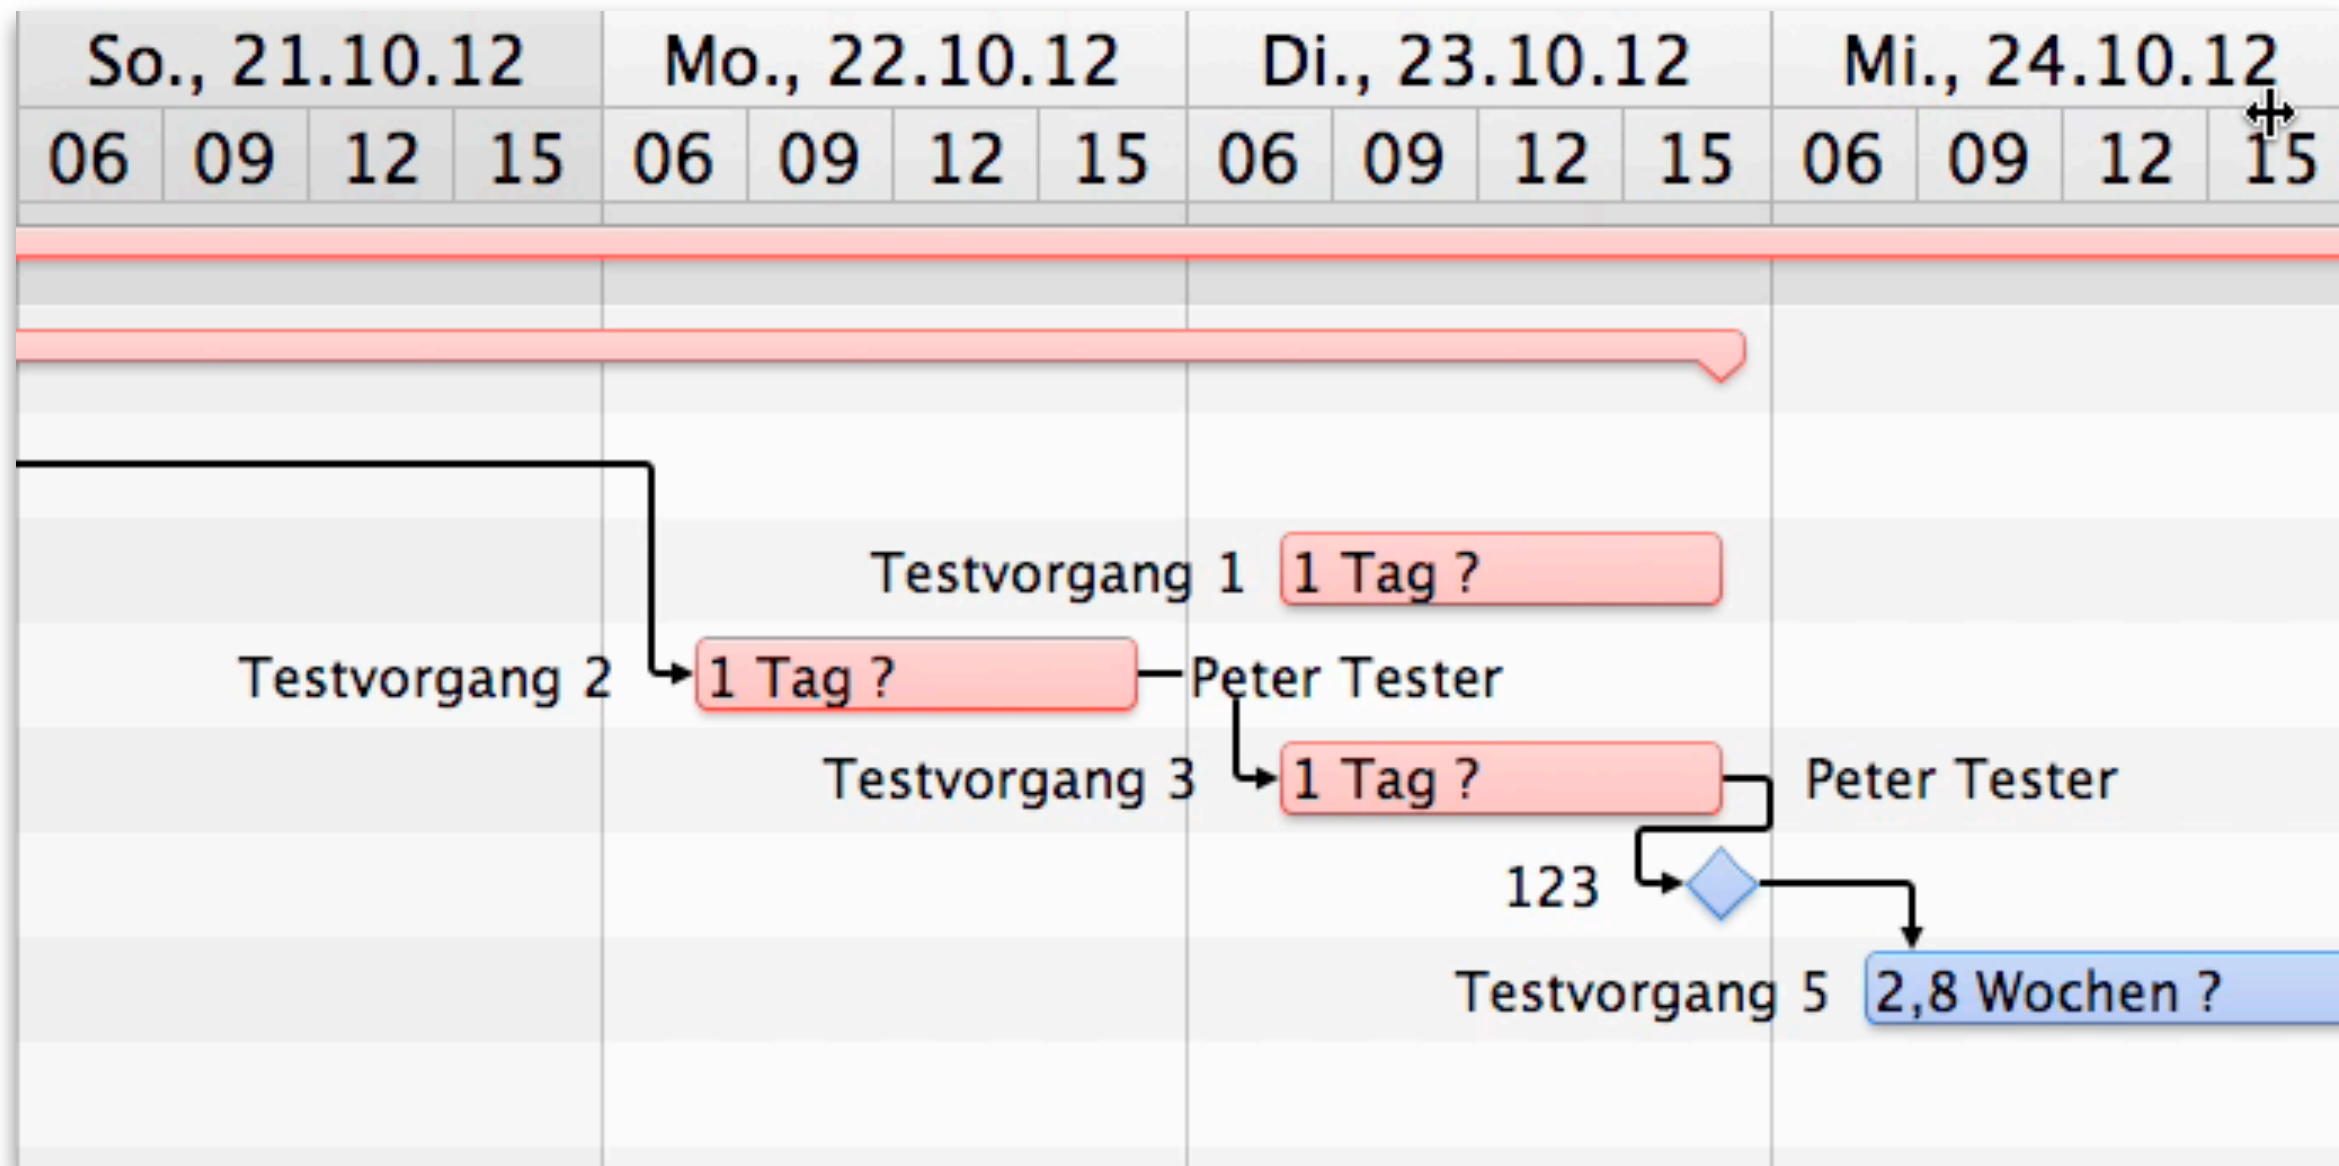 So., 21.10.12 Mo., 22.10.12 Di., 23.10.12 Mi., 24.10.12
06 09 12 15 06 09 12 15 06 09 12 15 06 09 12 15
Testvorgang 1 1 Tag ?
Testvorgang 2 1 Tag ? Peter Tester
Testvorgang 3 1 Tag ? Peter Tester
123
Testvorgang 5 2,8 Wochen ?